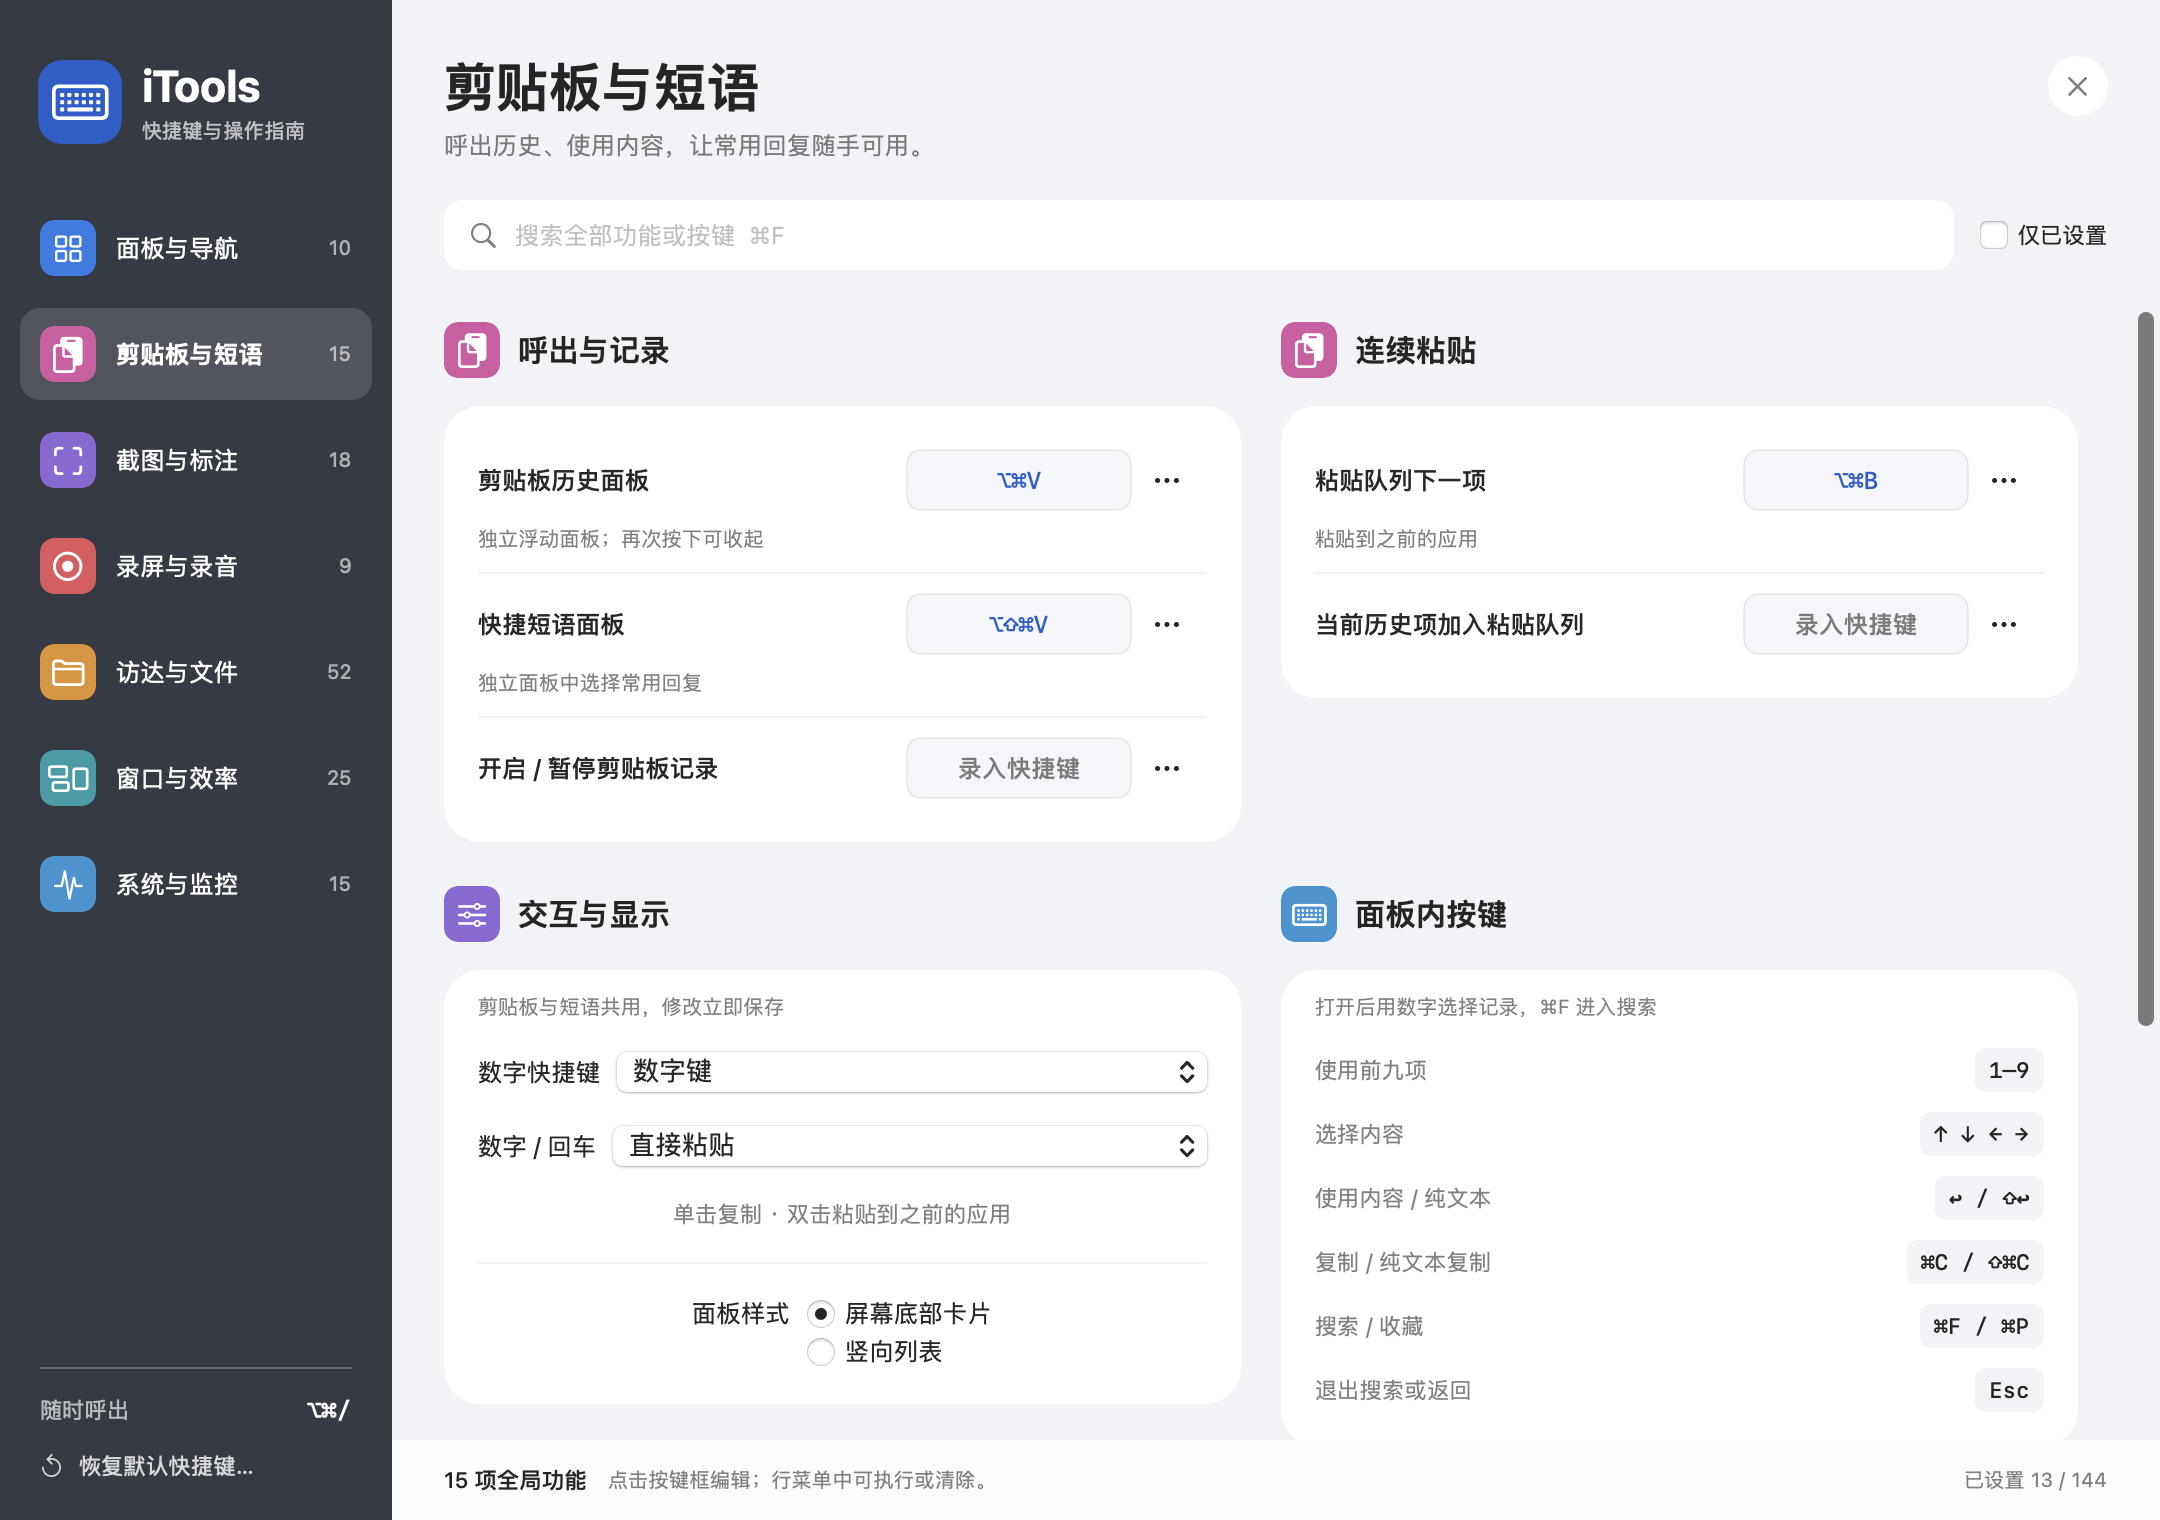 iTools
快捷键与操作指南
面板与导航 10
剪贴板与短语 15
截图与标注 18
录屏与录音 9
访达与文件 52
窗口与效率 25
系统与监控 15
随时呼出 ⌥⌘/
恢复默认快捷键...
剪贴板与短语
呼出历史、使用内容，让常用回复随手可用。
搜索全部功能或按键 ⌘F
仅已设置
呼出与记录
剪贴板历史面板 ⌥⌘V
独立浮动面板；再次按下可收起
快捷短语面板 ⌥⇧⌘V
独立面板中选择常用回复
开启 / 暂停剪贴板记录 录入快捷键
连续粘贴
粘贴队列下一项 ⌥⌘B
粘贴到之前的应用
当前历史项加入粘贴队列 录入快捷键
交互与显示
剪贴板与短语共用，修改立即保存
数字快捷键 数字键
数字 / 回车 直接粘贴
单击复制 · 双击粘贴到之前的应用
面板样式 屏幕底部卡片
竖向列表
面板内按键
打开后用数字选择记录，⌘F 进入搜索
使用前九项 1–9
选择内容 ↑ ↓ ← →
使用内容 / 纯文本 ↩ / ⇧↩
复制 / 纯文本复制 ⌘C / ⇧⌘C
搜索 / 收藏 ⌘F / ⌘P
退出搜索或返回 Esc
15 项全局功能 点击按键框编辑；行菜单中可执行或清除。
已设置 13 / 144